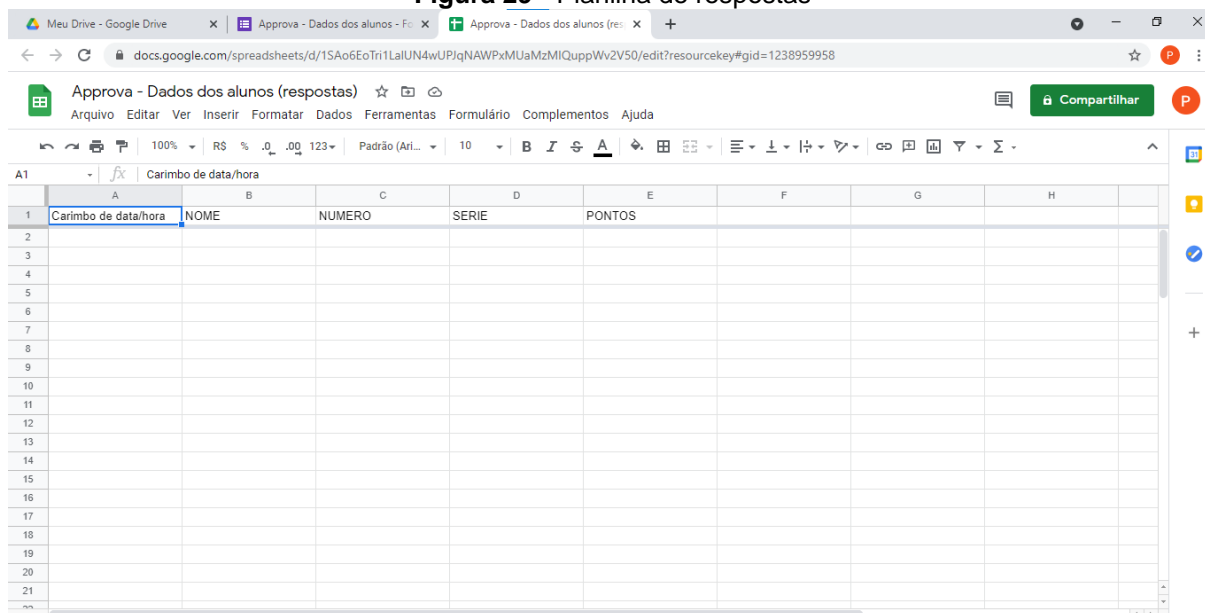 Figura 29 - Planilha de respostas
Meu Drive - Google Drive
Approva - Dados dos alunos - Fo
Approva - Dados dos alunos (res
docs.google.com/spreadsheets/d/1SAo6EoTri1LaIUN4wUPJqNAWPxMUaMzMIQuppWv2V50/edit?resourcekey#gid=1238959958
P
Approva - Dados dos alunos (respostas)
Arquivo Editar Ver Inserir Formatar Dados Ferramentas Formulário Complementos Ajuda
Compartilhar
P
100% R$ % .0 .00 123 Padrão (Ari... 10 B I S A Σ
31
A1 fx Carimbo de data/hora
A B C D E F G H
1 Carimbo de data/hora NOME NUMERO SERIE PONTOS
2
3
4
5
6
7
8
9
10
11
12
13
14
15
16
17
18
19
20
21